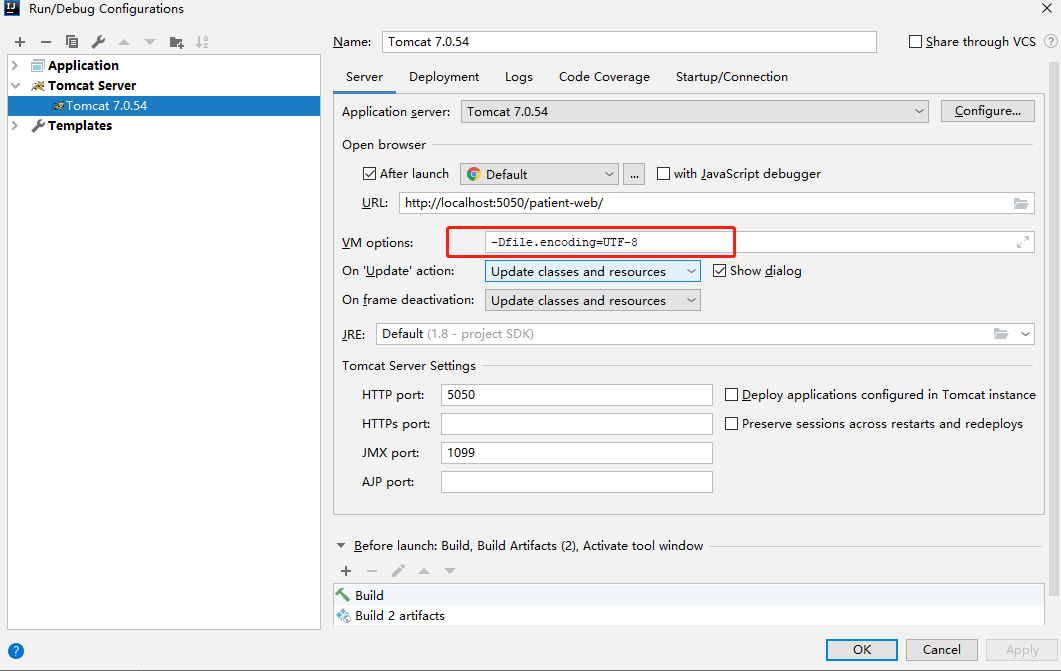 Run/Debug Configurations
Name: Tomcat 7.0.54
Share through VCS
Application
Tomcat Server
Tomcat 7.0.54
Templates
Server Deployment Logs Code Coverage Startup/Connection
Application server: Tomcat 7.0.54 Configure...
Open browser
After launch Default ... with JavaScript debugger
URL: http://localhost:5050/patient-web/
VM options: -Dfile.encoding=UTF-8
On 'Update' action: Update classes and resources Show dialog
On frame deactivation: Update classes and resources
JRE: Default (1.8 - project SDK)
Tomcat Server Settings
HTTP port: 5050 Deploy applications configured in Tomcat instance
HTTPs port: Preserve sessions across restarts and redeploys
JMX port: 1099
AJP port:
Before launch: Build, Build Artifacts (2), Activate tool window
Build
Build 2 artifacts
OK Cancel Apply